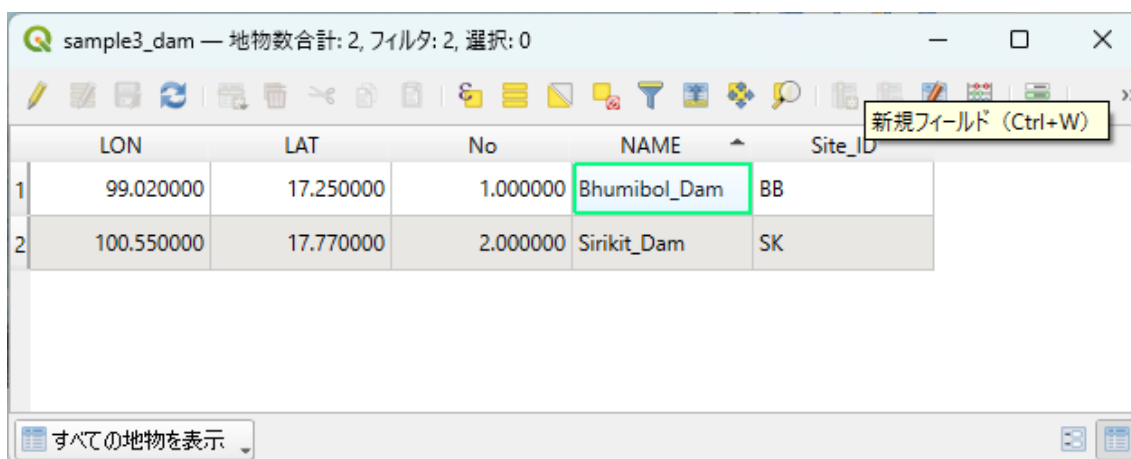 sample3_dam — 地物数合計: 2, フィルタ: 2, 選択: 0
新規フィールド（Ctrl+W）
LON LAT No NAME Site_ID
1 99.020000 17.250000 1.000000 Bhumibol_Dam BB
2 100.550000 17.770000 2.000000 Sirikit_Dam SK
すべての地物を表示